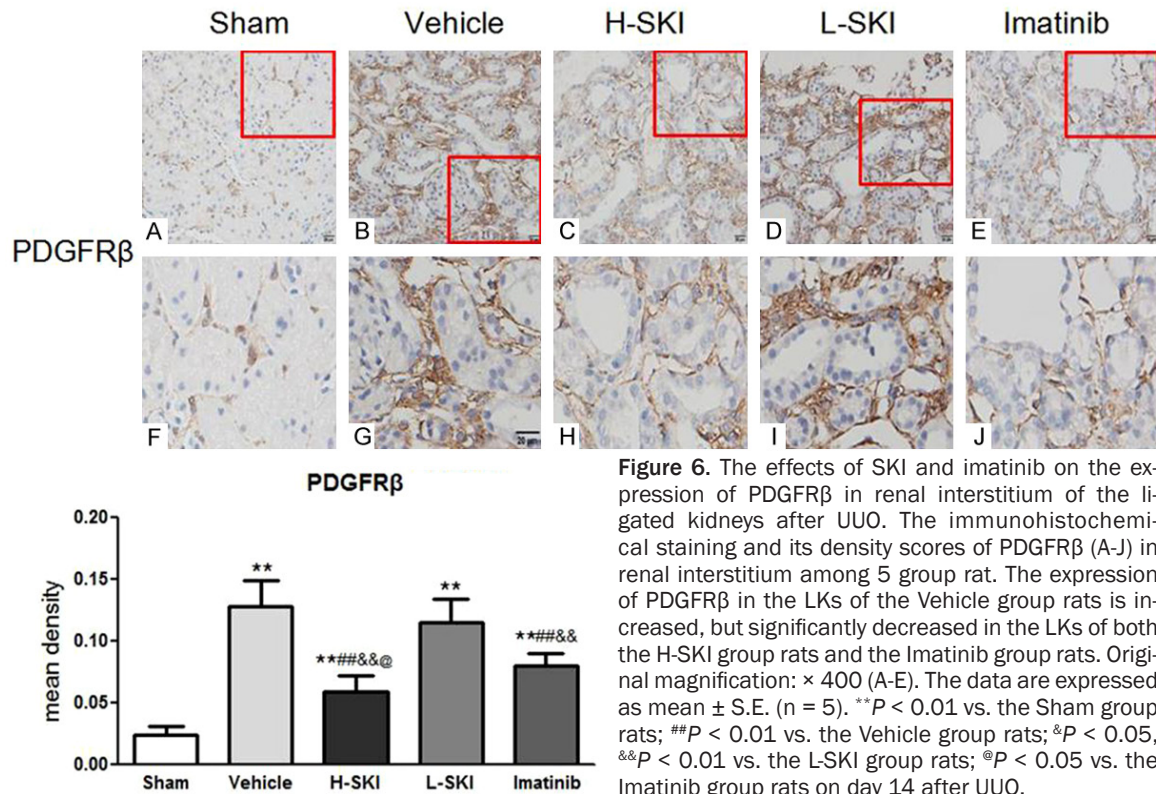 Sham Vehicle H-SKI L-SKI Imatinib
PDGFRβ
A B C D E
F G H I J
20 μm
PDGFRβ
mean density
0.20
0.15
0.10
0.05
0.00
**
**##&&@
**
**##&&
Sham Vehicle H-SKI L-SKI Imatinib
Figure 6. The effects of SKI and imatinib on the ex-
pression of PDGFRβ in renal interstitium of the li-
gated kidneys after UUO. The immunohistochemi-
cal staining and its density scores of PDGFRβ (A-J) in
renal interstitium among 5 group rat. The expression
of PDGFRβ in the LKs of the Vehicle group rats is in-
creased, but significantly decreased in the LKs of both
the H-SKI group rats and the Imatinib group rats. Origi-
nal magnification: × 400 (A-E). The data are expressed
as mean ± S.E. (n = 5). **P < 0.01 vs. the Sham group
rats; ##P < 0.01 vs. the Vehicle group rats; &P < 0.05,
&&P < 0.01 vs. the L-SKI group rats; @P < 0.05 vs. the
Imatinib group rats on day 14 after UUO.